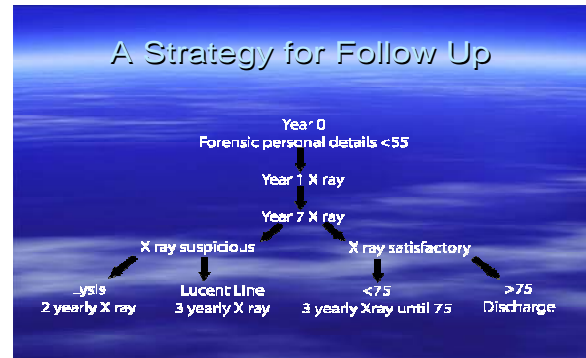 A Strategy for Follow Up
Year 0
Forensic personal details <55
Year 1 X ray
Year 7 X ray
X ray suspicious
X ray satisfactory
Lysis
2 yearly X ray
Lucent Line
3 yearly X ray
<75
3 yearly Xray until 75
>75
Discharge